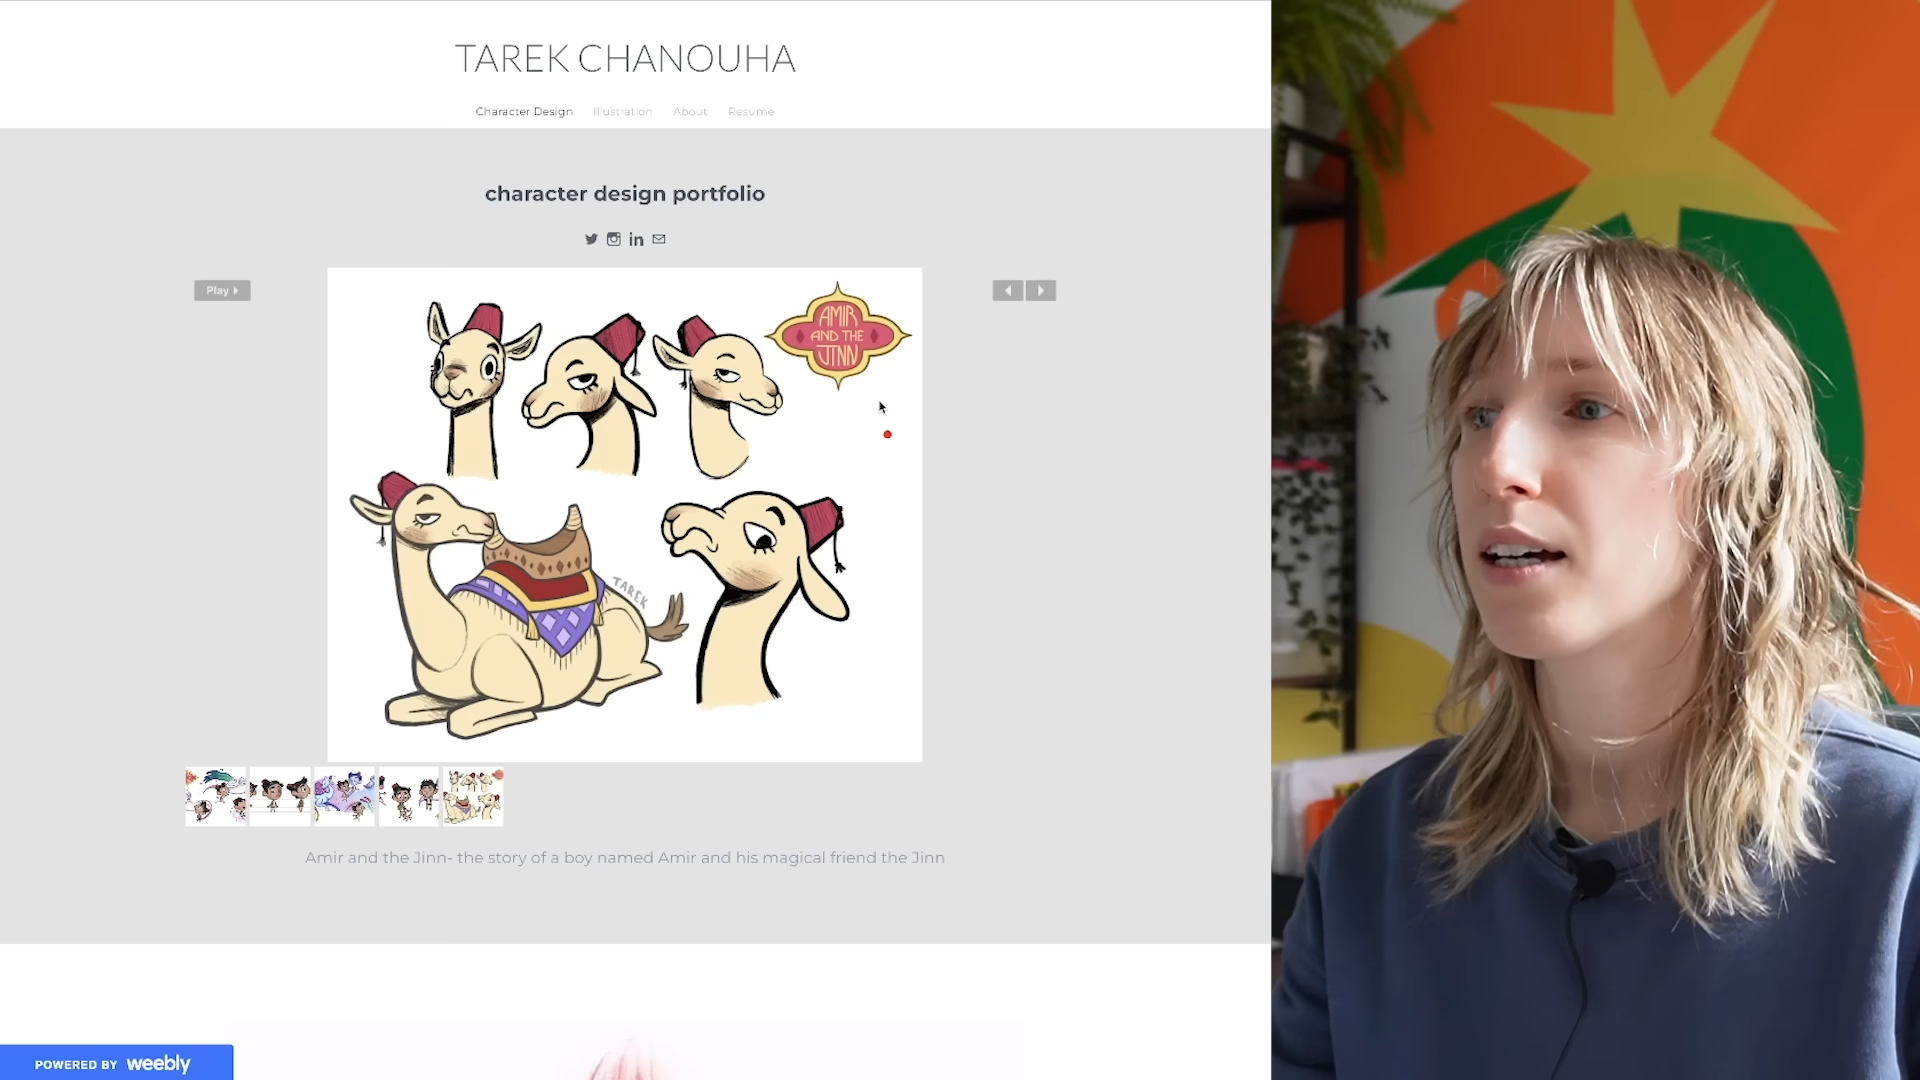 TAREK CHANOUHA
Character Design Illustration About Resume
character design portfolio
in
Play
AMIR
AND THE
JINN
TAREK
Amir and the Jinn- the story of a boy named Amir and his magical friend the Jinn
POWERED BY weebly